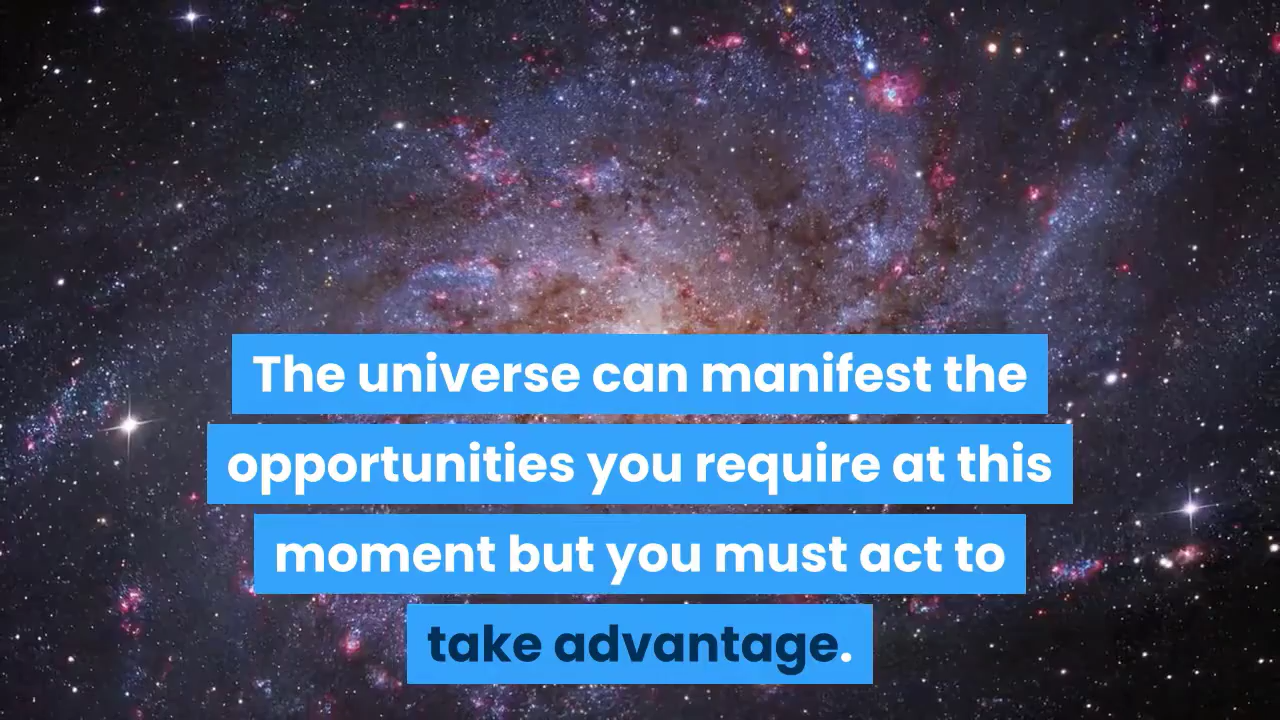 The universe can manifest the
opportunities you require at this
moment but you must act to
take advantage.